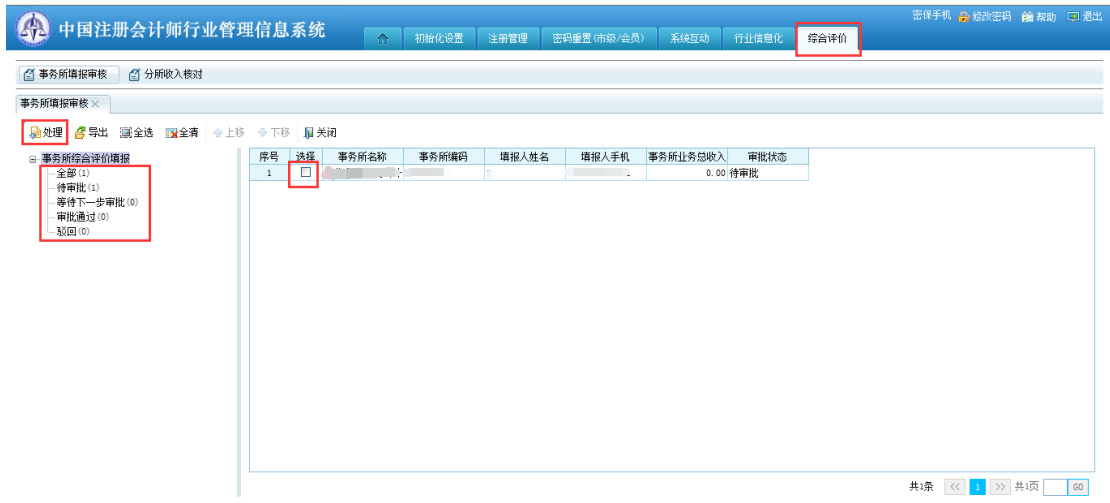 密保手机 修改密码 帮助 退出
中国注册会计师行业管理信息系统
初始化设置 注册管理 密码重置(市级/会员) 系统互动 行业信息化 综合评价
事务所填报审核 分所收入核对
事务所填报审核
处理 导出 全选 全清 上移 下移 关闭
事务所综合评价填报
全部(1)
待审批(1)
等待下一步审批(0)
审批通过(0)
驳回(0)
序号 选择 事务所名称 事务所编码 填报人姓名 填报人手机 事务所业务总收入 审批状态
1 0.00 待审批
共1条 << 1 >> 共1页 GO